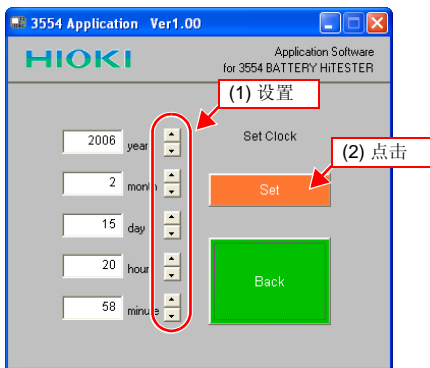 3554 Application Ver1.00
HIOKI
Application Software
for 3554 BATTERY HiTESTER
(1) 设置
2006 year
Set Clock
(2) 点击
2 month
Set
15 day
20 hour
Back
58 minute